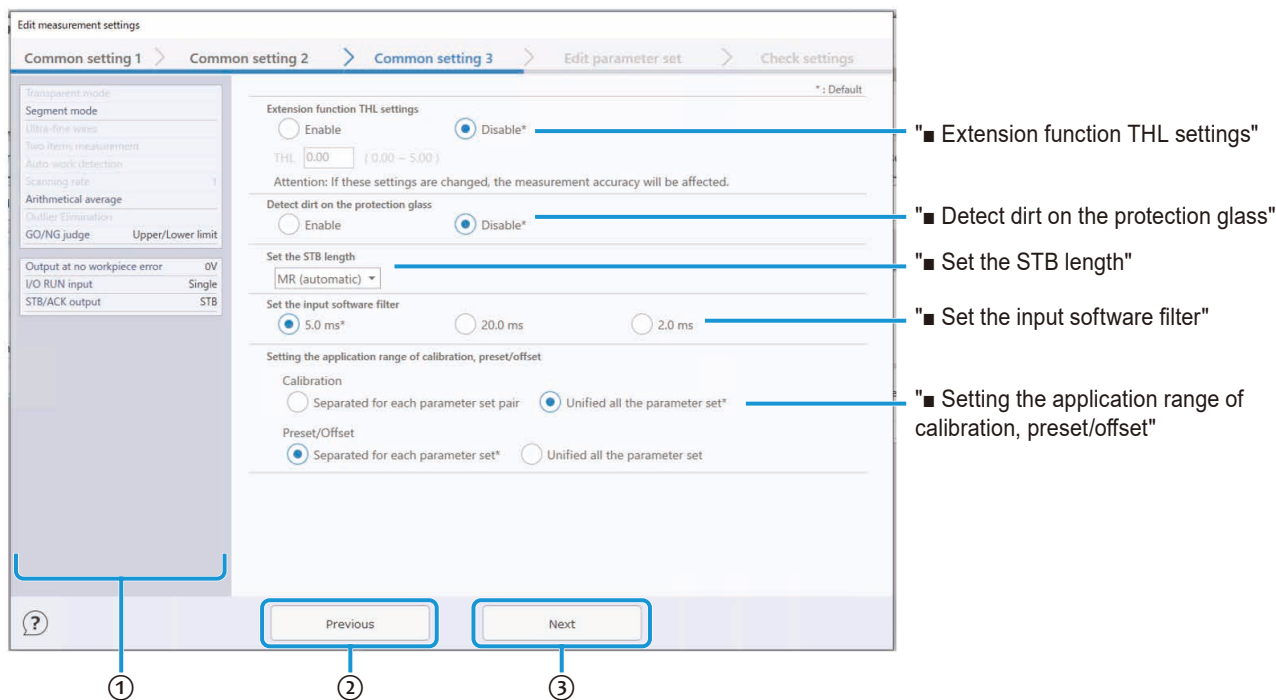 Edit measurement settings
Common setting 1 Common setting 2 Common setting 3 Edit parameter set Check settings
* : Default
Transparent mode
Segment mode
Ultra-fine wires
Two items measurement
Auto-work detection
Scanning rate 1
Arithmetical average
Outlier Elimination
GO/NG judge Upper/Lower limit
Output at no workpiece error 0V
I/O RUN input Single
STB/ACK output STB
Extension function THL settings
Enable Disable*
THL 0.00 ( 0.00 – 5.00 )
Attention: If these settings are changed, the measurement accuracy will be affected.
Detect dirt on the protection glass
Enable Disable*
Set the STB length
MR (automatic)
Set the input software filter
5.0 ms* 20.0 ms 2.0 ms
Setting the application range of calibration, preset/offset
Calibration
Separated for each parameter set pair Unified all the parameter set*
Preset/Offset
Separated for each parameter set* Unified all the parameter set
? Previous Next
"■ Extension function THL settings"
"■ Detect dirt on the protection glass"
"■ Set the STB length"
"■ Set the input software filter"
"■ Setting the application range of
calibration, preset/offset"
① ② ③